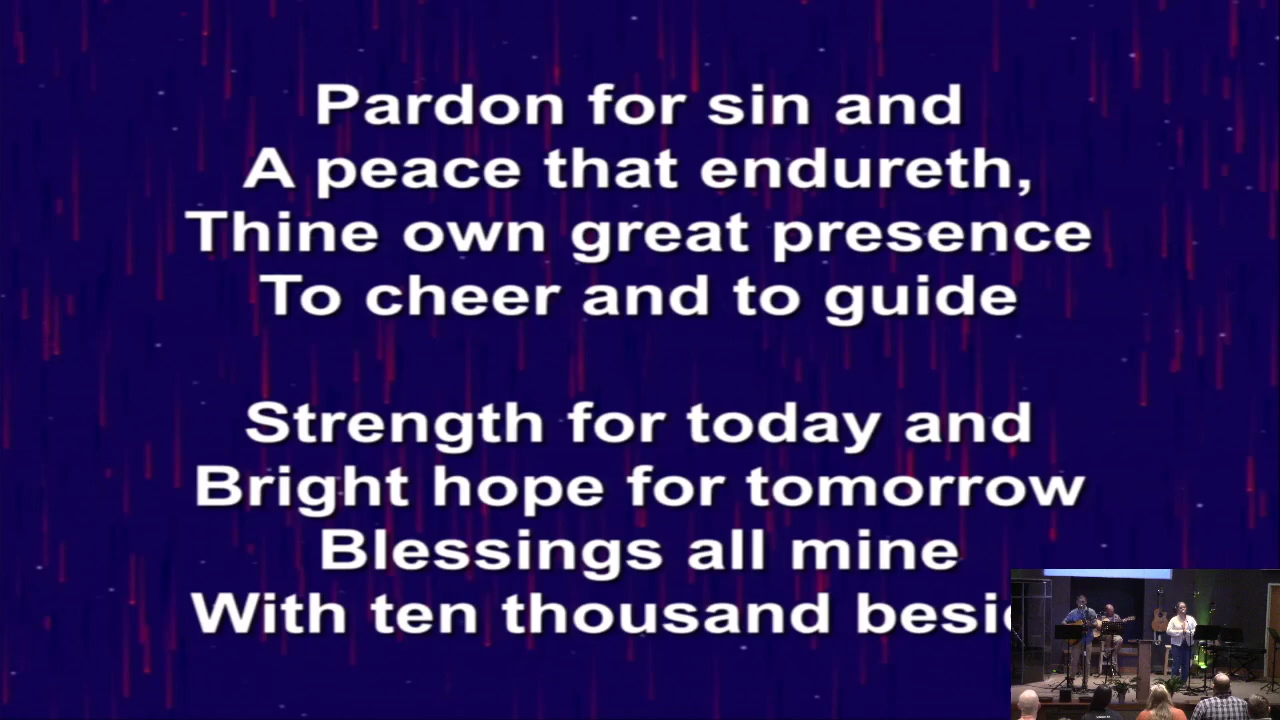 Pardon for sin and
A peace that endureth,
Thine own great presence
To cheer and to guide
Strength for today and
Bright hope for tomorrow
Blessings all mine
With ten thousand